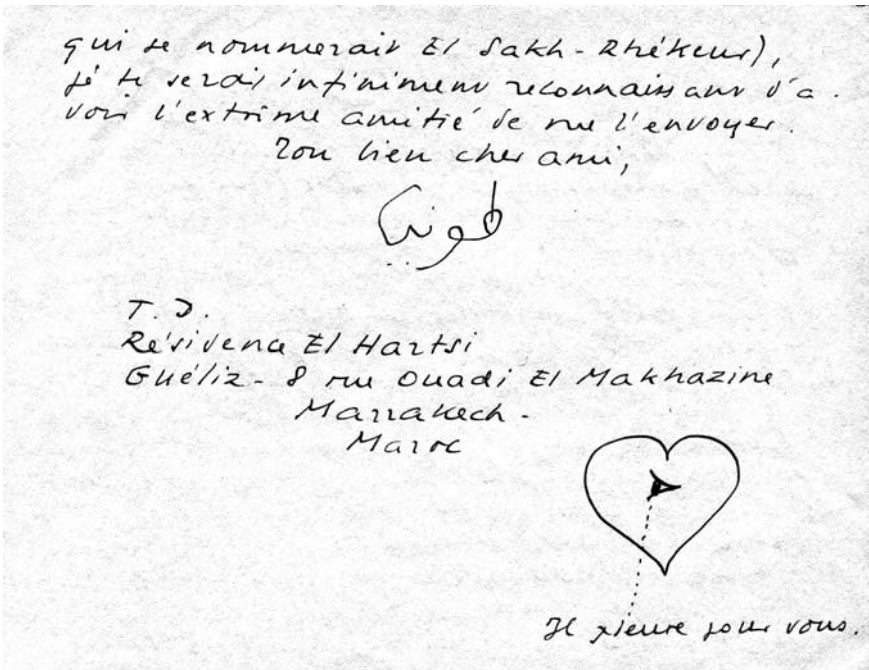 qui se nommerait El Sakh-Rhékeur),
je te serais infiniment reconnaissant d'a-
voir l'extrême amitié de me l'envoyer.
Ton bien cher ami,
طوني
T D.
Résidence El Hartsi
Guéliz - 8 rue Ouadi El Makhazine
Marrakech -
Maroc
Il pleure pour vous.